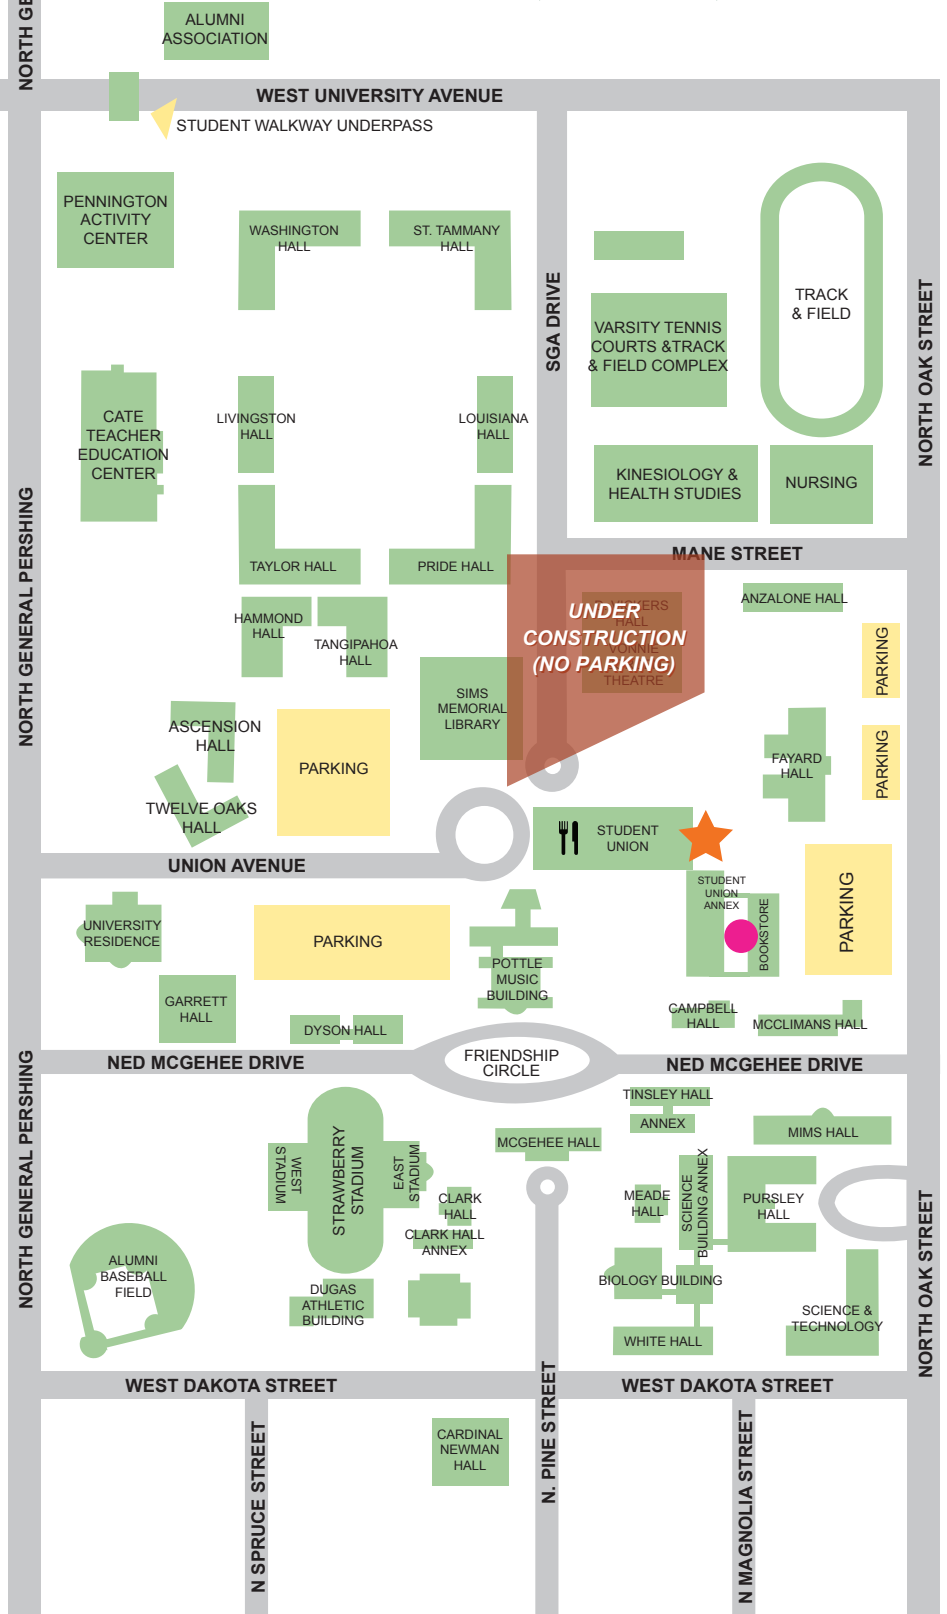 NORTH GE
ALUMNI
ASSOCIATION
WEST UNIVERSITY AVENUE
STUDENT WALKWAY UNDERPASS
PENNINGTON
ACTIVITY
CENTER
WASHINGTON
HALL
ST. TAMMANY
HALL
SGA DRIVE
TRACK
& FIELD
VARSITY TENNIS
COURTS &TRACK
& FIELD COMPLEX
NORTH OAK STREET
CATE
TEACHER
EDUCATION
CENTER
LIVINGSTON
HALL
LOUISIANA
HALL
KINESIOLOGY &
HEALTH STUDIES
NURSING
NORTH GENERAL PERSHING
MANE STREET
TAYLOR HALL
PRIDE HALL
UNDER
CONSTRUCTION
(NO PARKING)
HALL
VONNIE
THEATRE
ANZALONE HALL
HAMMOND
HALL
TANGIPAHOA
HALL
PARKING
SIMS
MEMORIAL
LIBRARY
ASCENSION
HALL
PARKING
PARKING
FAYARD
HALL
TWELVE OAKS
HALL
STUDENT
UNION
UNION AVENUE
STUDENT
UNION
ANNEX
BOOKSTORE
PARKING
UNIVERSITY
RESIDENCE
PARKING
POTTLE
MUSIC
BUILDING
GARRETT
HALL
DYSON HALL
CAMPBELL
HALL
MCCLIMANS HALL
NED MCGEHEE DRIVE
FRIENDSHIP
CIRCLE
NED MCGEHEE DRIVE
NORTH GENERAL PERSHING
TINSLEY HALL
ANNEX
MIMS HALL
MCGEHEE HALL
WEST
STADIUM
STRAWBERRY
STADIUM
EAST
STADIUM
CLARK
HALL
CLARK HALL
ANNEX
MEADE
HALL
SCIENCE
BUILDING ANNEX
PURSLEY
HALL
ALUMNI
BASEBALL
FIELD
DUGAS
ATHLETIC
BUILDING
BIOLOGY BUILDING
WHITE HALL
SCIENCE &
TECHNOLOGY
NORTH OAK STREET
WEST DAKOTA STREET
WEST DAKOTA STREET
N. PINE STREET
CARDINAL
NEWMAN
HALL
N SPRUCE STREET
N MAGNOLIA STREET